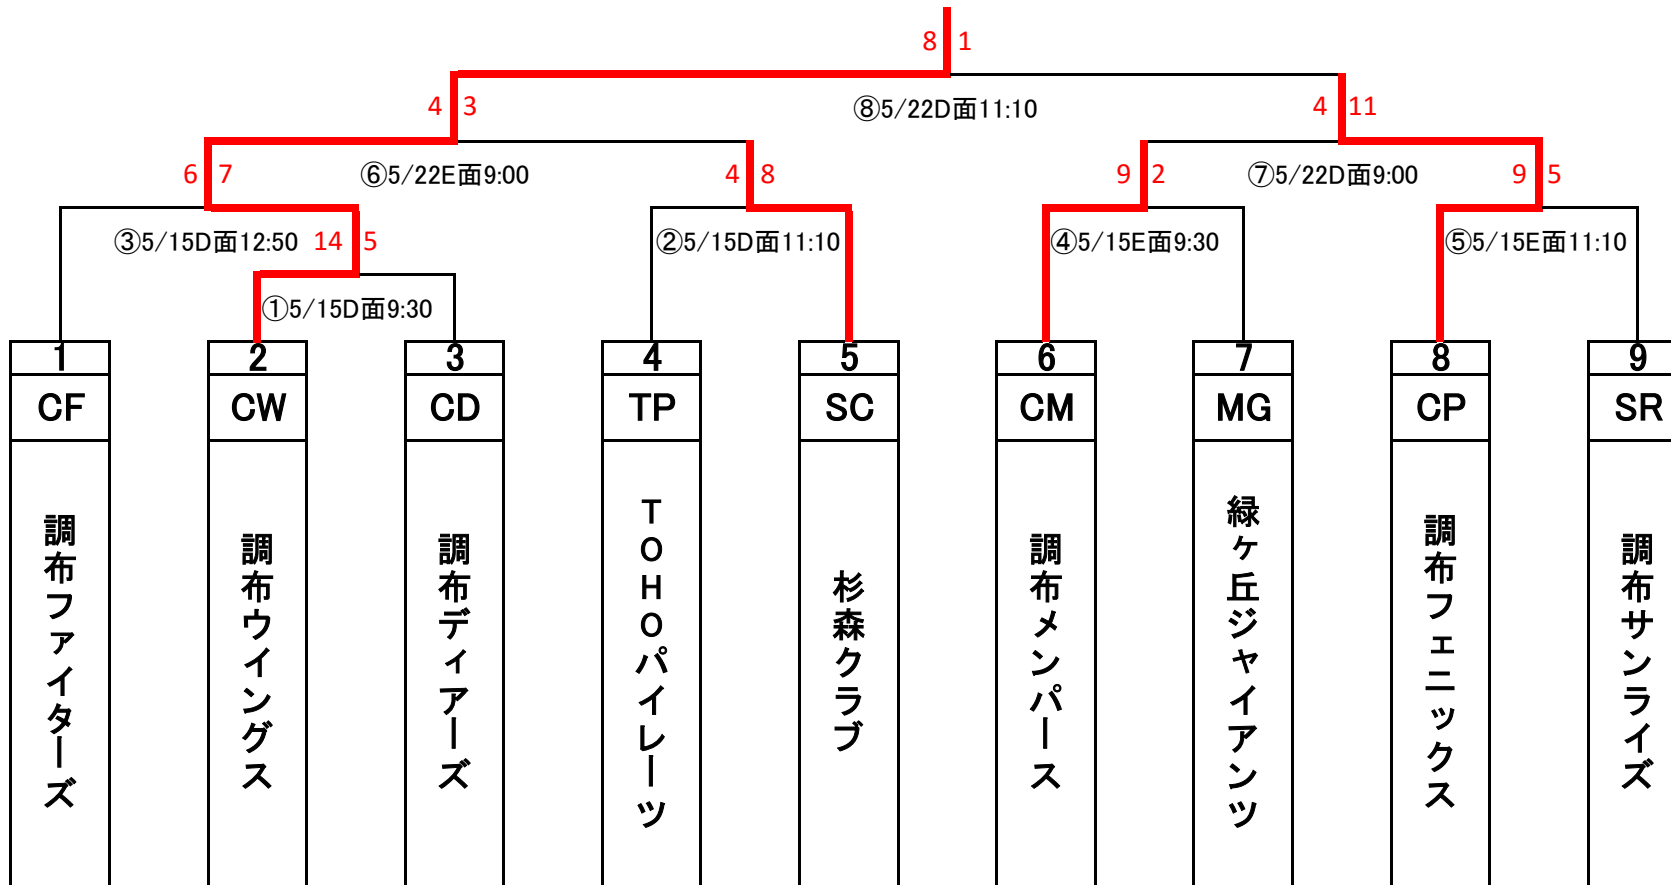 8 1
4 3 ⑧5/22D面11:10 4 11
6 7 ⑥5/22E面9:00 4 8 9 2 ⑦5/22D面9:00 9 5
③5/15D面12:50 14 5 ②5/15D面11:10 ④5/15E面9:30 ⑤5/15E面11:10
①5/15D面9:30
1 2 3 4 5 6 7 8 9
CF CW CD TP SC CM MG CP SR
調布ファイターズ
調布ウイングス
調布ディアーズ
TOHOパイレーツ
杉森クラブ
調布メンパース
緑ヶ丘ジャイアンツ
調布フェニックス
調布サンライズ